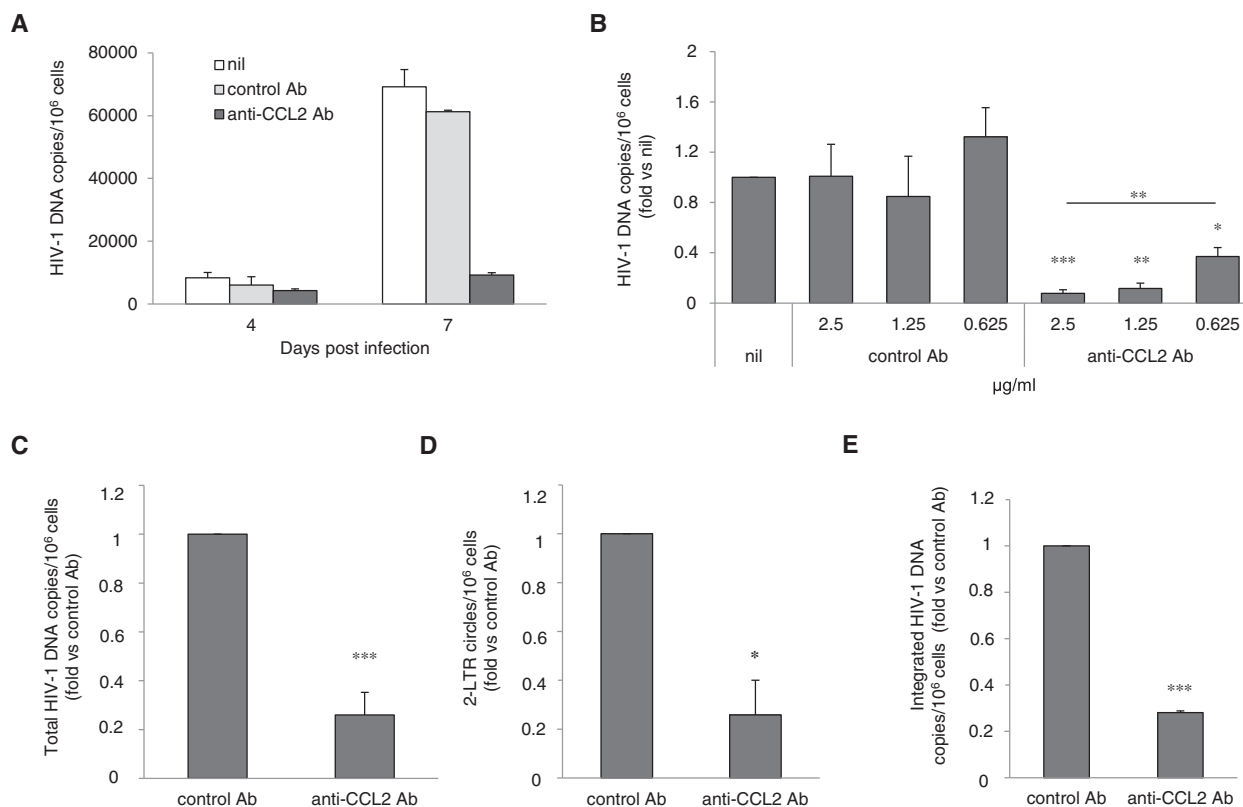 A
HIV-1 DNA copies/10⁶ cells
80000
60000
40000
20000
0
nil
control Ab
anti-CCL2 Ab
4
7
Days post infection
B
HIV-1 DNA copies/10⁶ cells
(fold vs nil)
2
1.6
1.2
0.8
0.4
0
**
***
**
*
2.5
1.25
0.625
2.5
1.25
0.625
nil
control Ab
anti-CCL2 Ab
µg/ml
C
Total HIV-1 DNA copies/10⁶ cells
(fold vs control Ab)
1.2
1
0.8
0.6
0.4
0.2
0
***
control Ab
anti-CCL2 Ab
D
2-LTR circles/10⁶ cells
(fold vs control Ab)
1.2
1
0.8
0.6
0.4
0.2
0
*
control Ab
anti-CCL2 Ab
E
Integrated HIV-1 DNA
copies/10⁶ cells (fold vs control Ab)
1.2
1
0.8
0.6
0.4
0.2
0
***
control Ab
anti-CCL2 Ab